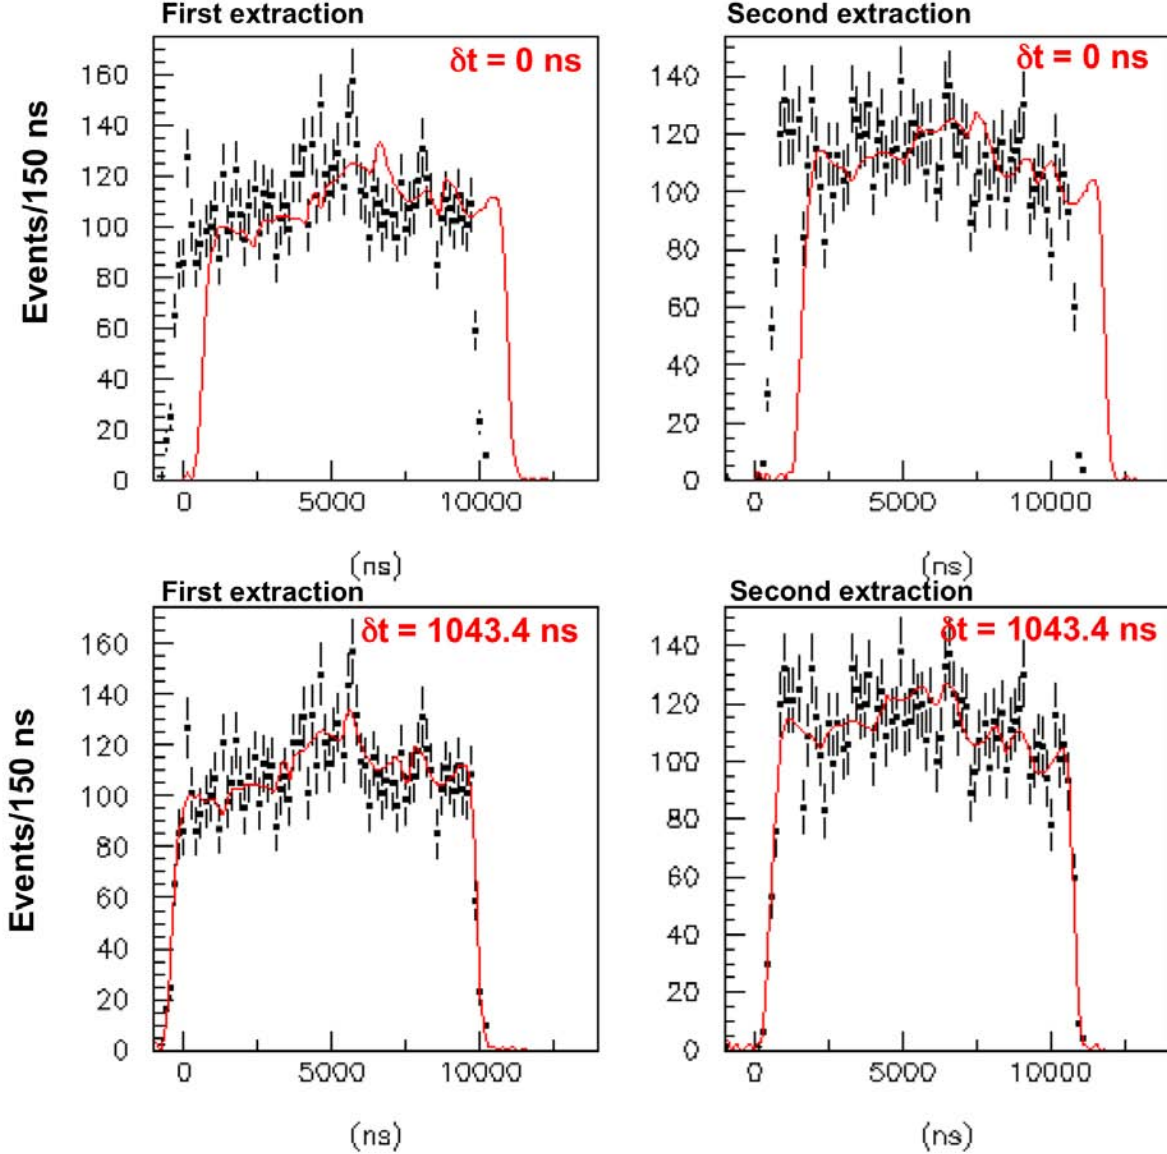 First extraction
Second extraction
δt = 0 ns
δt = 0 ns
Events/150 ns
160
140
120
100
80
60
40
20
0
140
120
100
80
60
40
20
0
0 5000 10000
0 5000 10000
(ns)
(ns)
First extraction
Second extraction
δt = 1043.4 ns
δt = 1043.4 ns
Events/150 ns
160
140
120
100
80
60
40
20
0
140
120
100
80
60
40
20
0
0 5000 10000
0 5000 10000
(ns)
(ns)